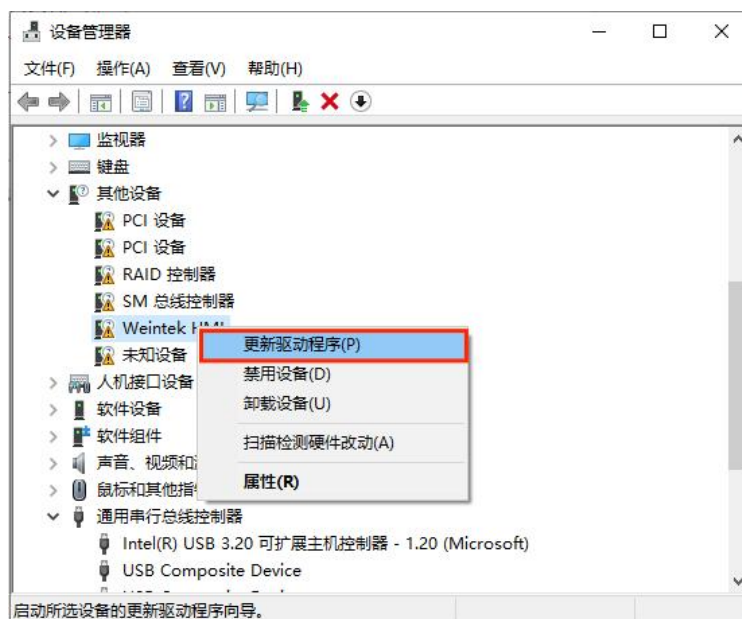 设备管理器
文件(F) 操作(A) 查看(V) 帮助(H)
监视器
键盘
其他设备
PCI 设备
PCI 设备
RAID 控制器
SM 总线控制器
Weintek HMI
未知设备
更新驱动程序(P)
禁用设备(D)
卸载设备(U)
扫描检测硬件改动(A)
属性(R)
人机接口设备
软件设备
软件组件
声音、视频和
鼠标和其他指
通用串行总线控制器
Intel(R) USB 3.20 可扩展主机控制器 - 1.20 (Microsoft)
USB Composite Device
启动所选设备的更新驱动程序向导。